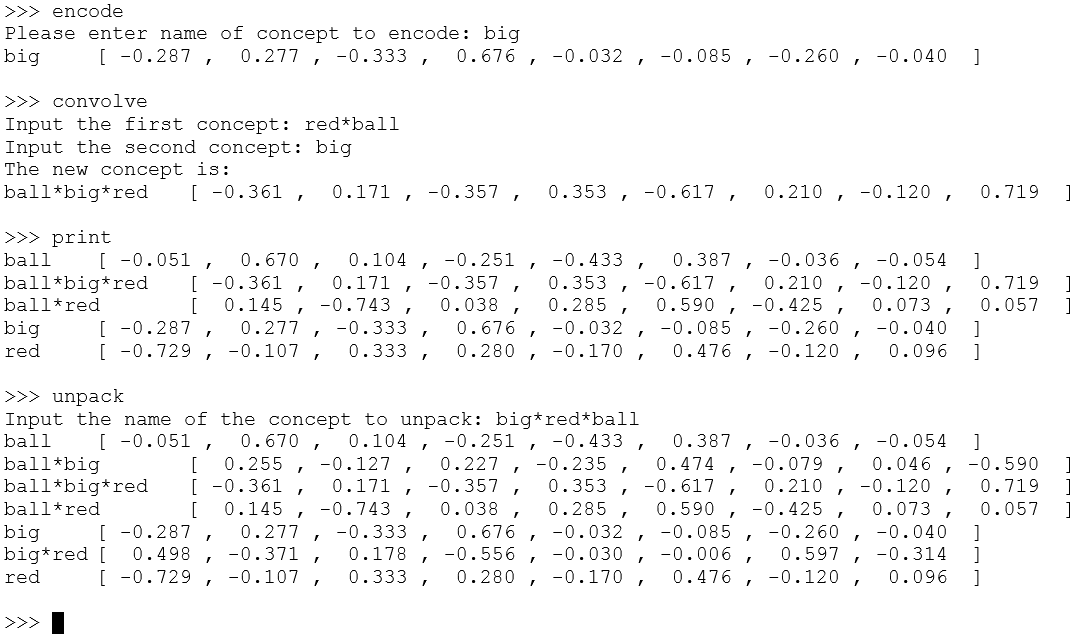 >>> encode
Please enter name of concept to encode: big
big     [ -0.287 ,  0.277 , -0.333 ,  0.676 , -0.032 , -0.085 , -0.260 , -0.040  ]
>>> convolve
Input the first concept: red*ball
Input the second concept: big
The new concept is:
ball*big*red    [ -0.361 ,  0.171 , -0.357 ,  0.353 , -0.617 ,  0.210 , -0.120 ,  0.719  ]
>>> print
ball    [ -0.051 ,  0.670 ,  0.104 , -0.251 , -0.433 ,  0.387 , -0.036 , -0.054  ]
ball*big*red    [ -0.361 ,  0.171 , -0.357 ,  0.353 , -0.617 ,  0.210 , -0.120 ,  0.719  ]
ball*red        [  0.145 , -0.743 ,  0.038 ,  0.285 ,  0.590 , -0.425 ,  0.073 ,  0.057  ]
big     [ -0.287 ,  0.277 , -0.333 ,  0.676 , -0.032 , -0.085 , -0.260 , -0.040  ]
red     [ -0.729 , -0.107 ,  0.333 ,  0.280 , -0.170 ,  0.476 , -0.120 ,  0.096  ]
>>> unpack
Input the name of the concept to unpack: big*red*ball
ball    [ -0.051 ,  0.670 ,  0.104 , -0.251 , -0.433 ,  0.387 , -0.036 , -0.054  ]
ball*big        [  0.255 , -0.127 ,  0.227 , -0.235 ,  0.474 , -0.079 ,  0.046 , -0.590  ]
ball*big*red    [ -0.361 ,  0.171 , -0.357 ,  0.353 , -0.617 ,  0.210 , -0.120 ,  0.719  ]
ball*red        [  0.145 , -0.743 ,  0.038 ,  0.285 ,  0.590 , -0.425 ,  0.073 ,  0.057  ]
big     [ -0.287 ,  0.277 , -0.333 ,  0.676 , -0.032 , -0.085 , -0.260 , -0.040  ]
big*red [  0.498 , -0.371 ,  0.178 , -0.556 , -0.030 , -0.006 ,  0.597 , -0.314  ]
red     [ -0.729 , -0.107 ,  0.333 ,  0.280 , -0.170 ,  0.476 , -0.120 ,  0.096  ]
>>>